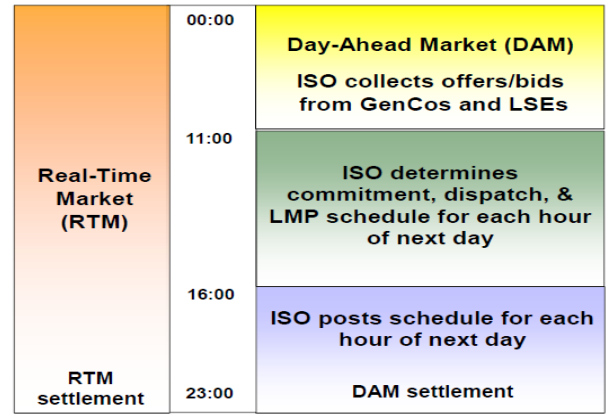 Real-Time
Market
(RTM)
RTM
settlement
00:00
11:00
16:00
23:00
Day-Ahead Market (DAM)
ISO collects offers/bids
from GenCos and LSEs
ISO determines
commitment, dispatch, &
LMP schedule for each hour
of next day
ISO posts schedule for each
hour of next day
DAM settlement